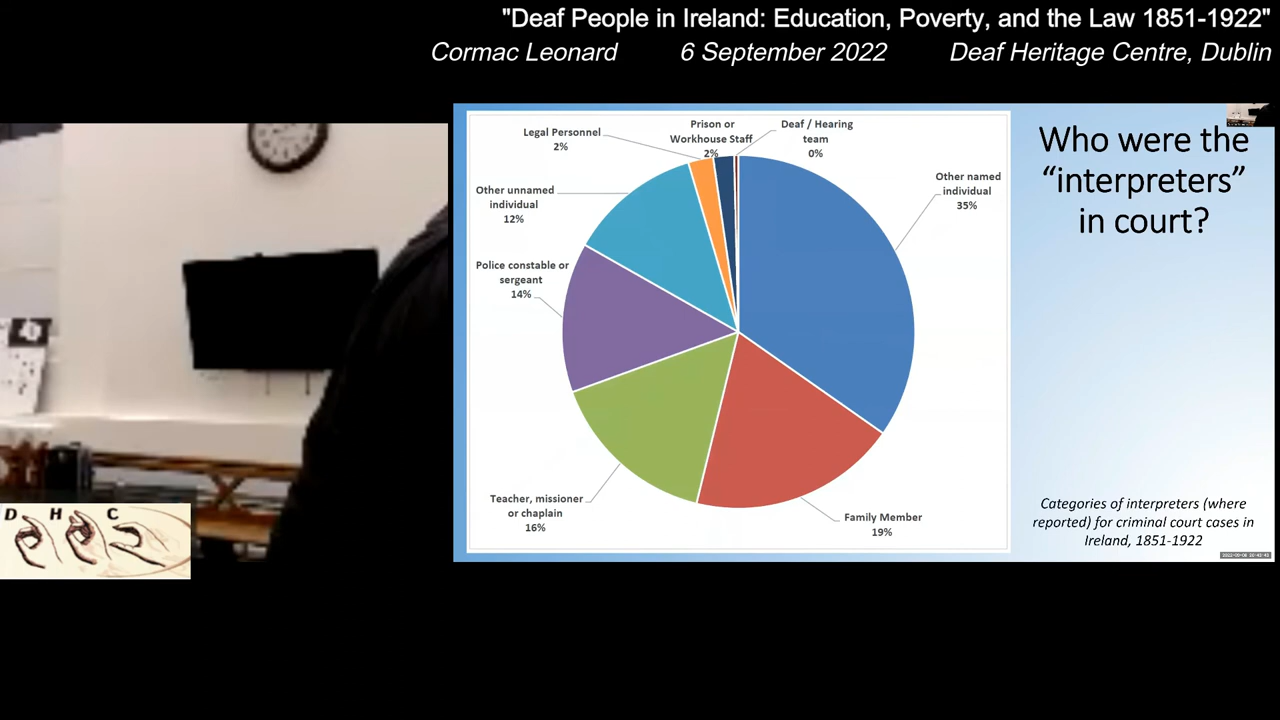 "Deaf People in Ireland: Education, Poverty, and the Law 1851-1922"
Cormac Leonard 6 September 2022 Deaf Heritage Centre, Dublin
Who were the
"interpreters"
in court?
Legal Personnel
2%
Prison or
Workhouse Staff
2%
Deaf / Hearing
team
0%
Other named
individual
35%
Other unnamed
individual
12%
Police constable or
sergeant
14%
Teacher, missioner
or chaplain
16%
Family Member
19%
Categories of interpreters (where
reported) for criminal court cases in
Ireland, 1851-1922
D H C